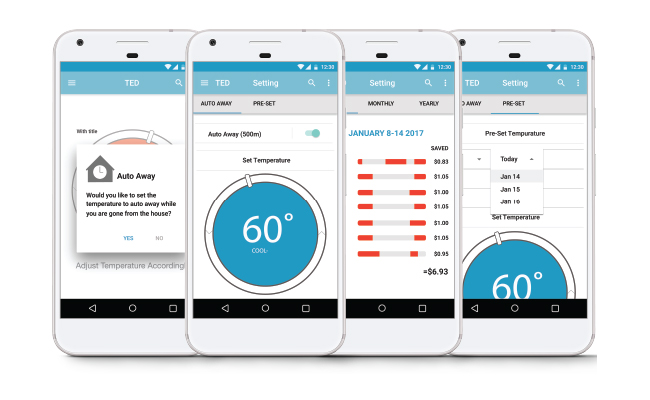 TED
With title
Auto Away
Would you like to set the
temperature to auto away while
you are gone from the house?
YES NO
Adjust Temperature According
12:30
TED Setting
AUTO AWAY PRE-SET
Auto Away (500m)
Set Temperature
60°
COOL
Setting
MONTHLY YEARLY
JANUARY 8-14 2017
SAVED
$0.83
$1.05
$1.00
$1.05
$1.00
$1.05
$0.95
=$6.93
12:30
TED Setting
AWAY PRE-SET
Pre-Set Tempurature
Today
Jan 14
Jan 15
Jan 16
Set Temperature
60°